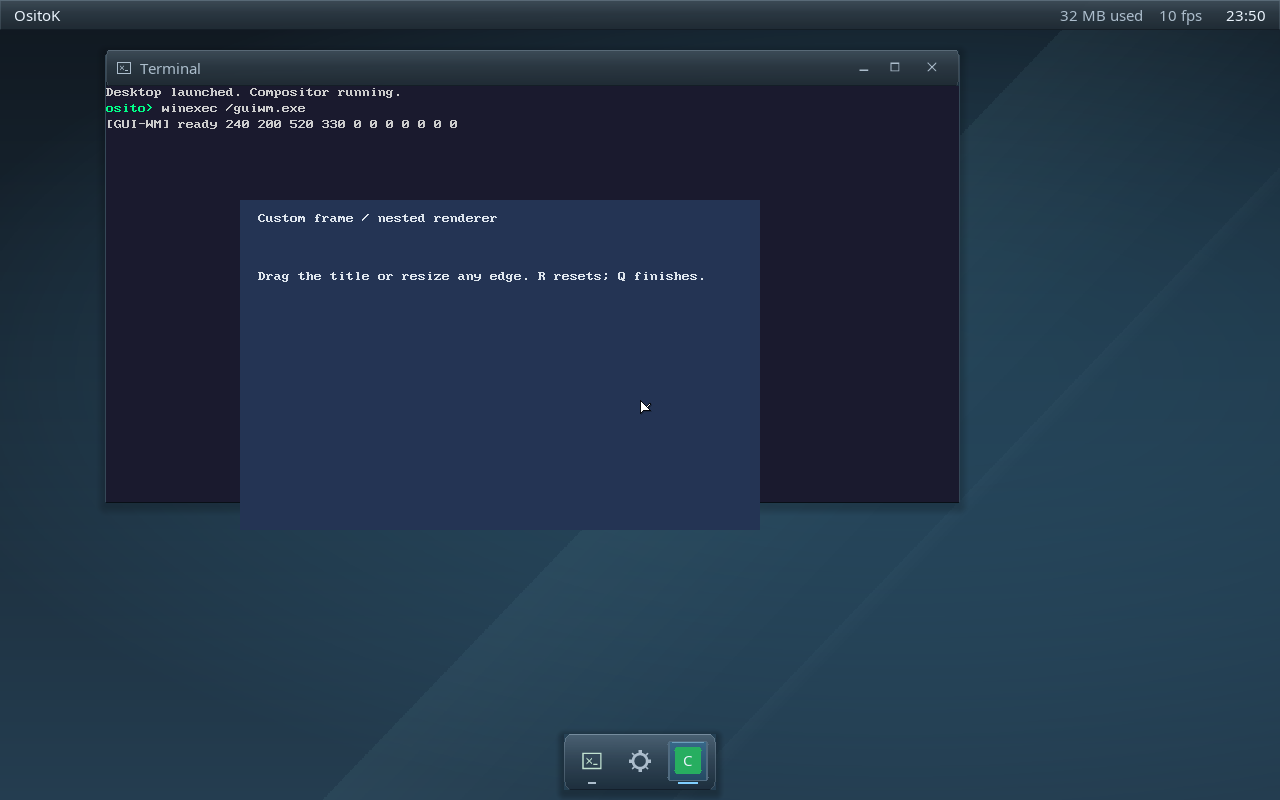 OsitoK
32 MB used 10 fps 23:50
Terminal
Desktop launched. Compositor running.
osito> winexec /guiwm.exe
[GUI-WM] ready 240 200 520 330 0 0 0 0 0 0 0
Custom frame / nested renderer
Drag the title or resize any edge. R resets; Q finishes.
C